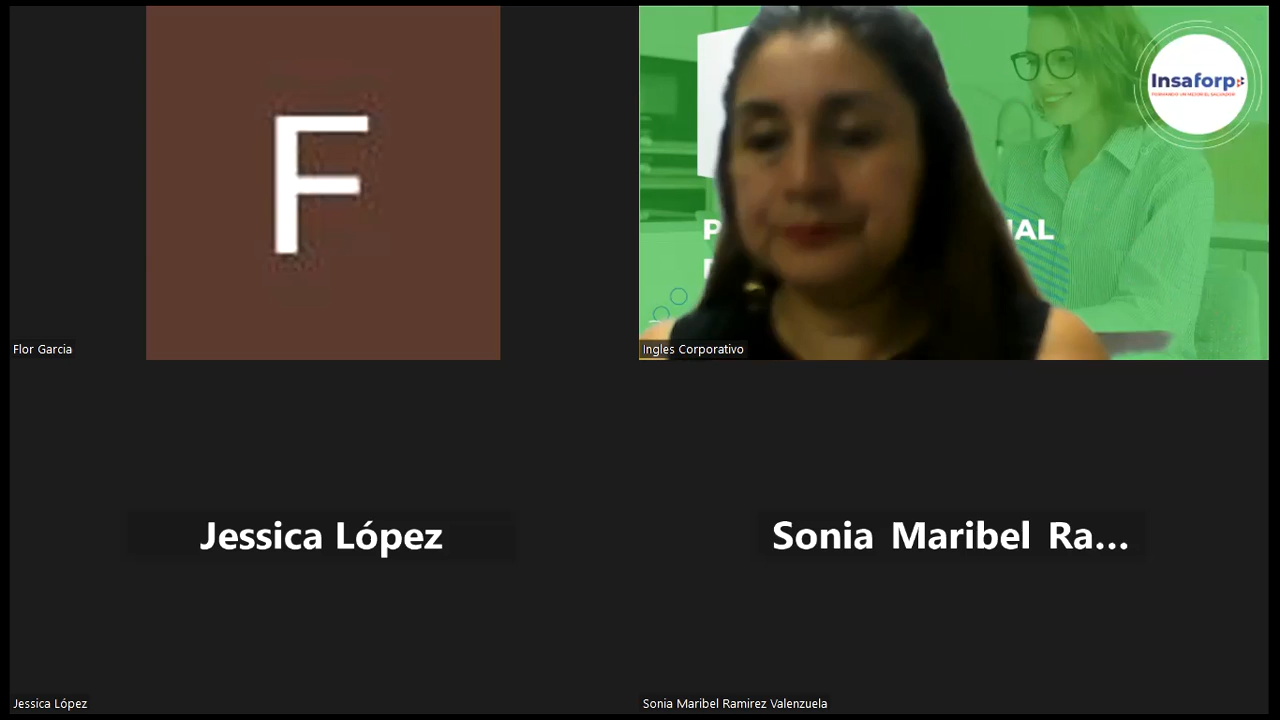 F
Insaforp
Flor Garcia
Ingles Corporativo
Jessica López
Sonia Maribel Ra...
Jessica López
Sonia Maribel Ramirez Valenzuela